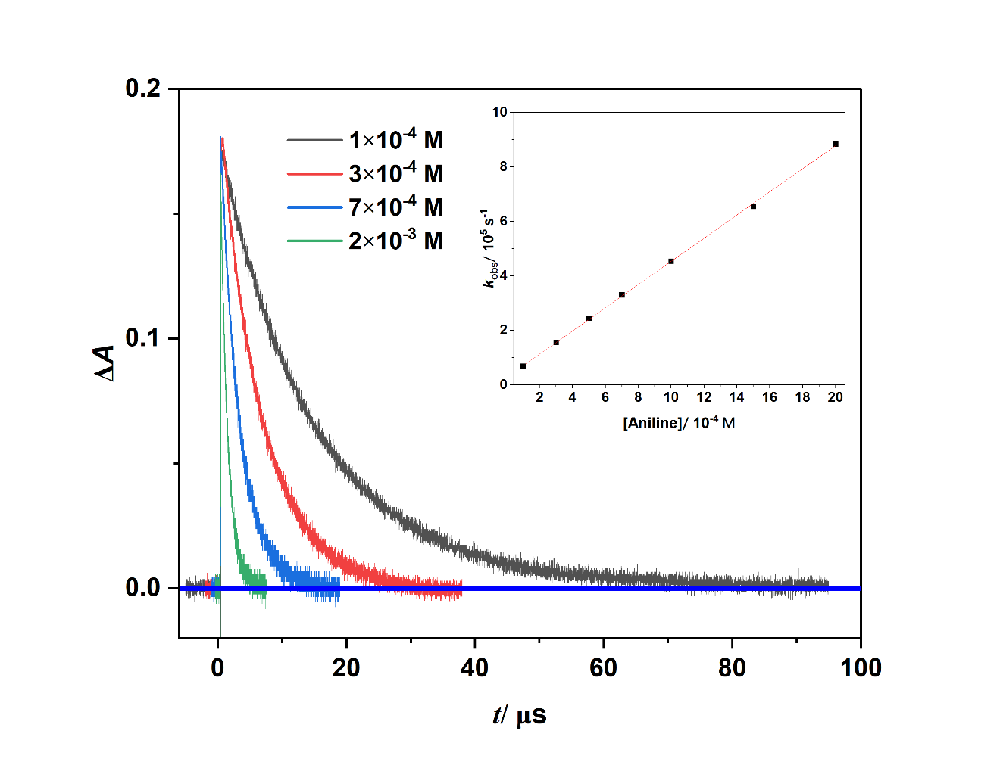 0.2
0.1
0.0
ΔA
1×10⁻⁴ M
3×10⁻⁴ M
7×10⁻⁴ M
2×10⁻³ M
10
8
6
4
2
0
k_obs/ 10⁵ s⁻¹
2 4 6 8 10 12 14 16 18 20
[Aniline]/ 10⁻⁴ M
0 20 40 60 80 100
t/ μs